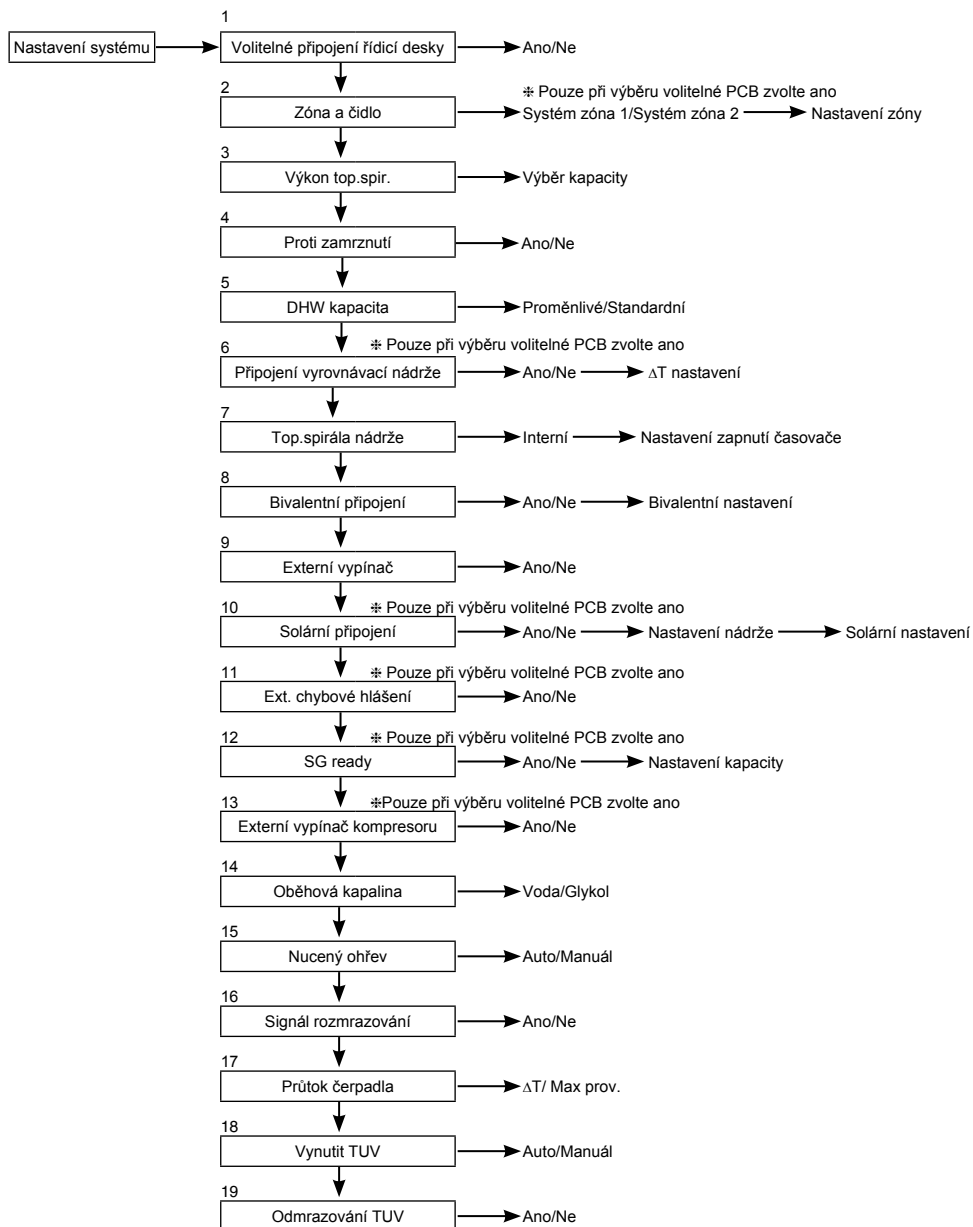 1
Nastavení systému Volitelné připojení řídicí desky Ano/Ne
2 ⁜ Pouze při výběru volitelné PCB zvolte ano
Zóna a čidlo Systém zóna 1/Systém zóna 2 Nastavení zóny
3
Výkon top.spir. Výběr kapacity
4
Proti zamrznutí Ano/Ne
5
DHW kapacita Proměnlivé/Standardní
6 ⁜ Pouze při výběru volitelné PCB zvolte ano
Připojení vyrovnávací nádrže Ano/Ne ∆T nastavení
7
Top.spirála nádrže Interní Nastavení zapnutí časovače
8
Bivalentní připojení Ano/Ne Bivalentní nastavení
9
Externí vypínač Ano/Ne
10 ⁜ Pouze při výběru volitelné PCB zvolte ano
Solární připojení Ano/Ne Nastavení nádrže Solární nastavení
11 ⁜ Pouze při výběru volitelné PCB zvolte ano
Ext. chybové hlášení Ano/Ne
12 ⁜ Pouze při výběru volitelné PCB zvolte ano
SG ready Ano/Ne Nastavení kapacity
13 ⁜Pouze při výběru volitelné PCB zvolte ano
Externí vypínač kompresoru Ano/Ne
14
Oběhová kapalina Voda/Glykol
15
Nucený ohřev Auto/Manuál
16
Signál rozmrazování Ano/Ne
17
Průtok čerpadla ∆T/ Max prov.
18
Vynutit TUV Auto/Manuál
19
Odmrazování TUV Ano/Ne